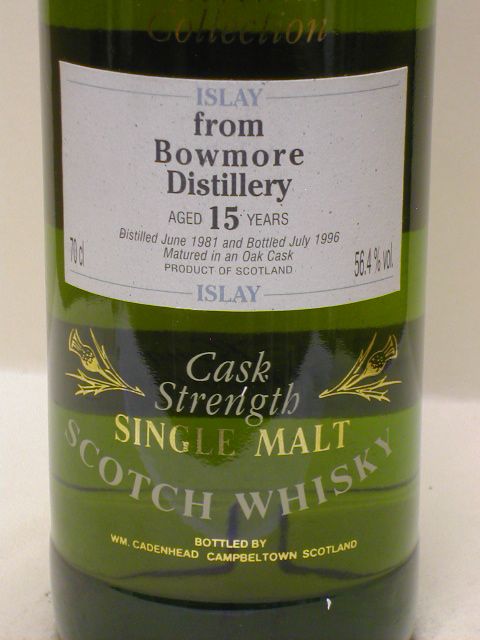 Collection
ISLAY
from
Bowmore
Distillery
AGED 15 YEARS
Distilled June 1981 and Bottled July 1996
Matured in an Oak Cask
70 cl
PRODUCT OF SCOTLAND
56.4 % vol.
ISLAY
Cask
Strength
SINGLE MALT
SCOTCH WHISKY
BOTTLED BY
WM. CADENHEAD CAMPBELTOWN SCOTLAND